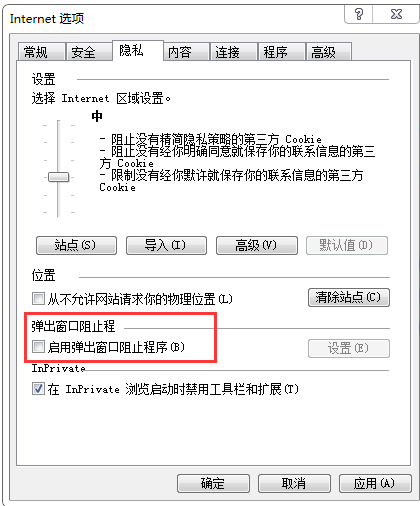 Internet 选项
常规 安全 隐私 内容 连接 程序 高级
设置
选择 Internet 区域设置。
中
- 阻止没有精简隐私策略的第三方 Cookie
- 阻止没有经你明确同意就保存你的联系信息的第三
方 Cookie
- 限制没有经你默许就保存你的联系信息的第三方
Cookie
站点(S) 导入(I) 高级(V) 默认值(D)
位置
从不允许网站请求你的物理位置(L) 清除站点(C)
弹出窗口阻止程
启用弹出窗口阻止程序(B) 设置(E)
InPrivate
在 InPrivate 浏览启动时禁用工具栏和扩展(T)
确定 取消 应用(A)